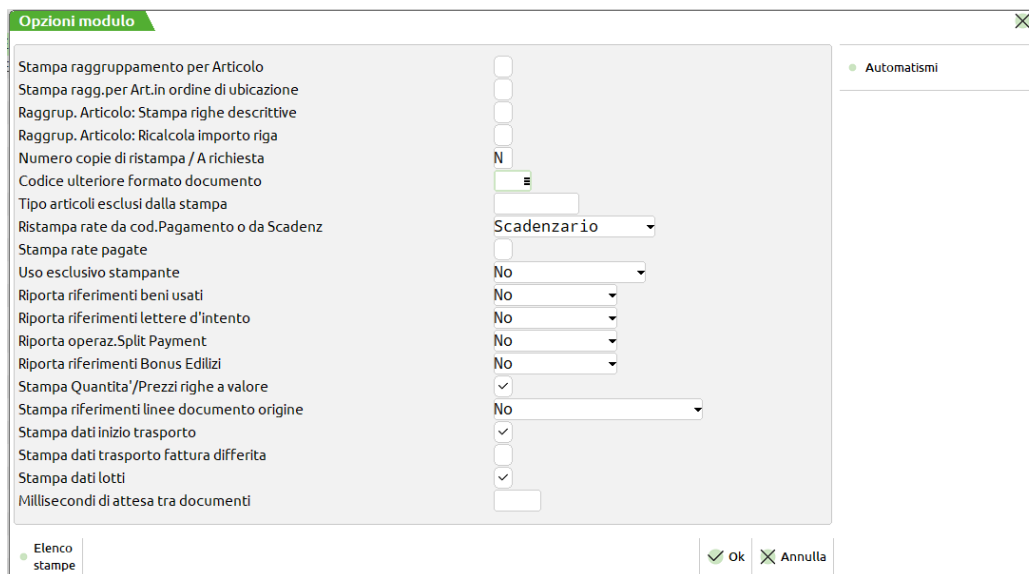 Opzioni modulo
Stampa raggruppamento per Articolo
Automatismi
Stampa ragg.per Art.in ordine di ubicazione
Raggrup. Articolo: Stampa righe descrittive
Raggrup. Articolo: Ricalcola importo riga
Numero copie di ristampa / A richiesta N
Codice ulteriore formato documento
Tipo articoli esclusi dalla stampa
Ristampa rate da cod.Pagamento o da Scadenz Scadenzario
Stampa rate pagate
Uso esclusivo stampante No
Riporta riferimenti beni usati No
Riporta riferimenti lettere d'intento No
Riporta operaz.Split Payment No
Riporta riferimenti Bonus Edilizi No
Stampa Quantita'/Prezzi righe a valore
Stampa riferimenti linee documento origine No
Stampa dati inizio trasporto
Stampa dati trasporto fattura differita
Stampa dati lotti
Millisecondi di attesa tra documenti
Elenco
stampe
Ok Annulla